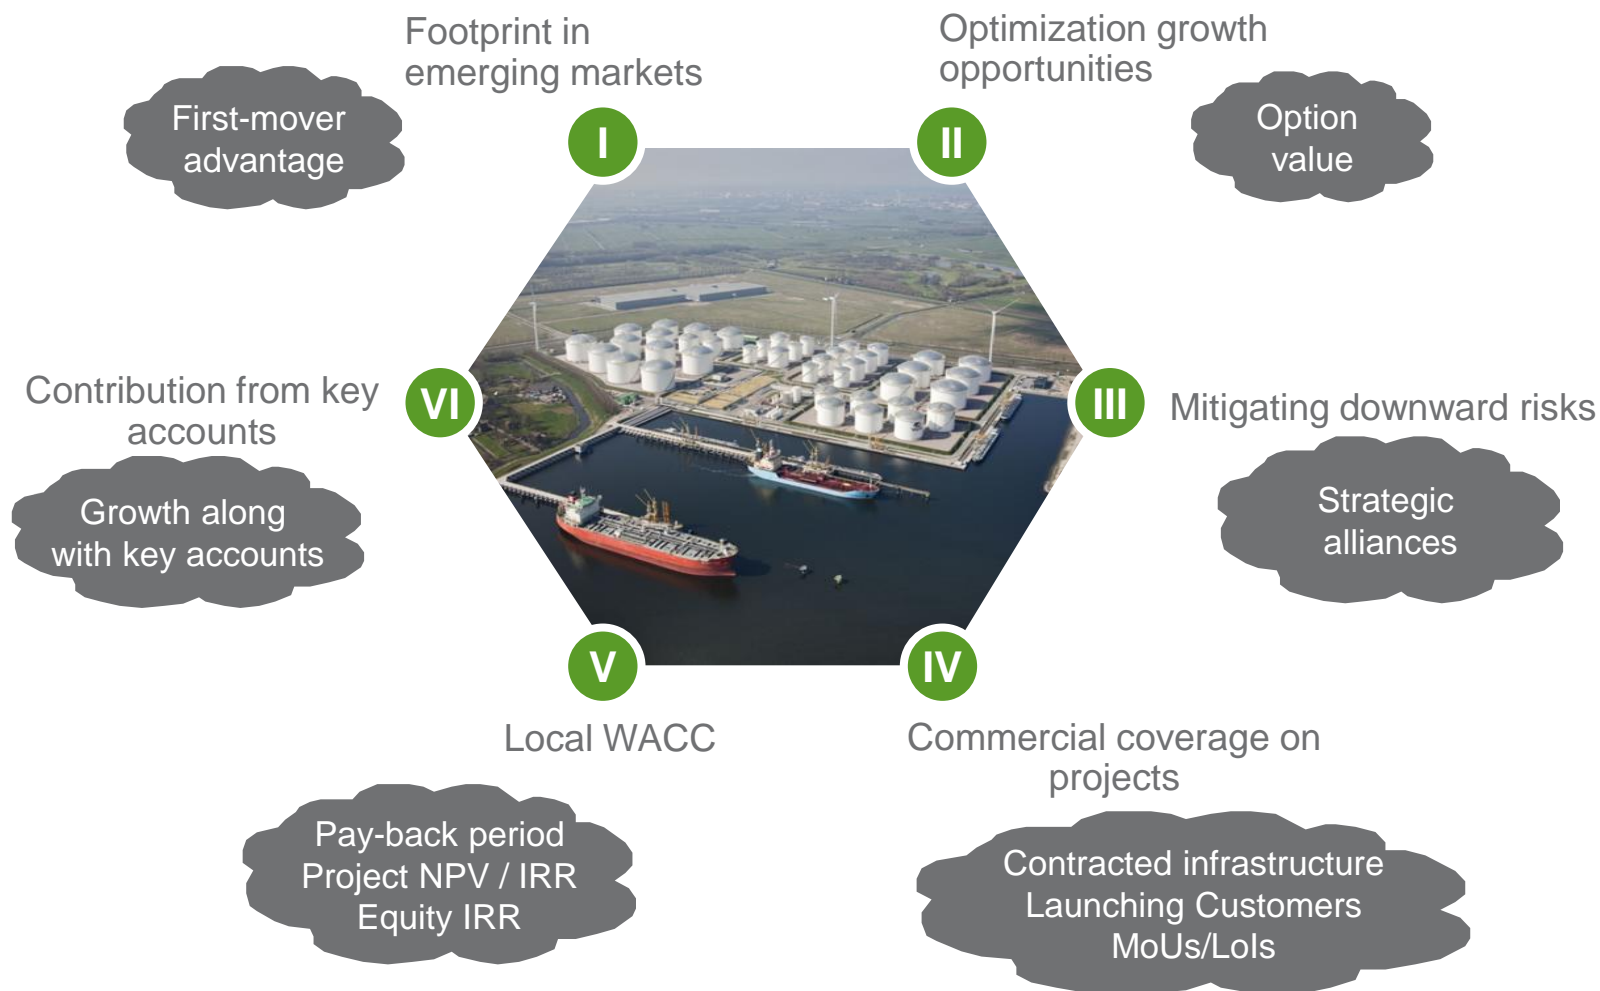 Footprint in
emerging markets
First-mover
advantage
I
Optimization growth
opportunities
Option
value
II
III
Mitigating downward risks
Strategic
alliances
IV
Commercial coverage on
projects
Contracted infrastructure
Launching Customers
MoUs/LoIs
V
Local WACC
Pay-back period
Project NPV / IRR
Equity IRR
VI
Contribution from key
accounts
Growth along
with key accounts